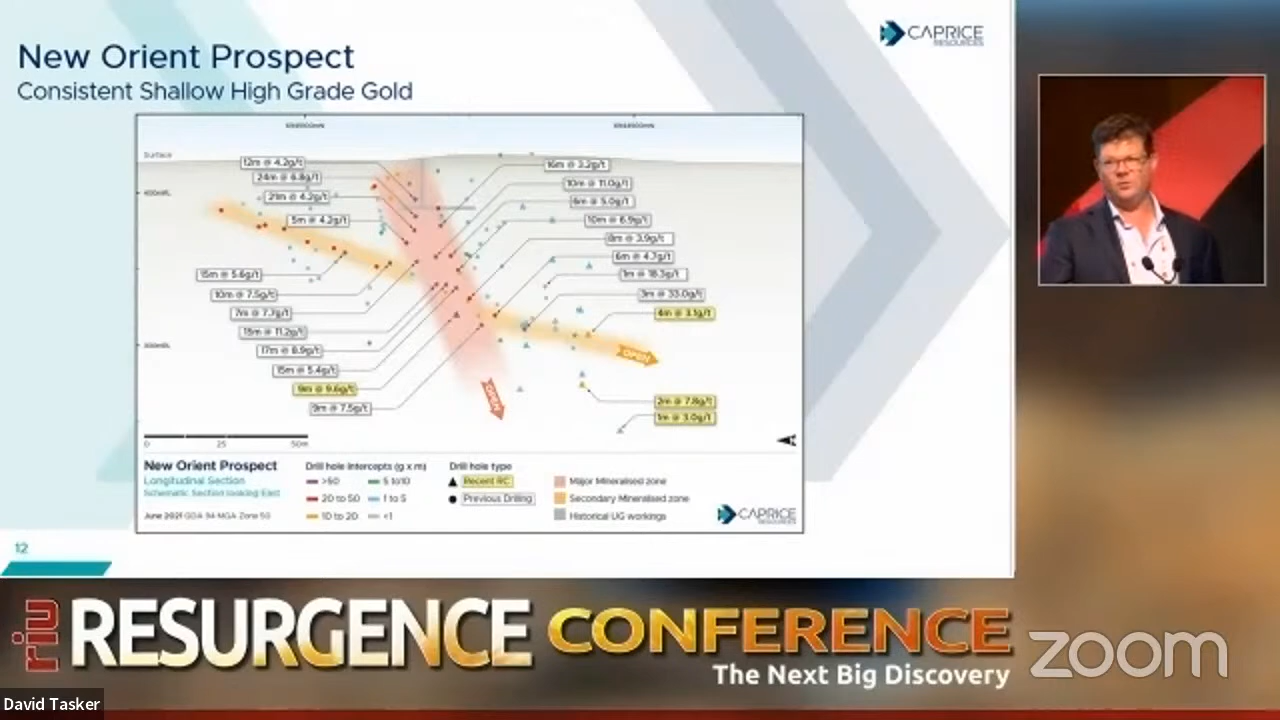 New Orient Prospect
Consistent Shallow High Grade Gold
CAPRICE
RESOURCES
Surface
12m @ 4.2g/t
24m @ 6.8g/t
21m @ 4.2g/t
5m @ 4.2g/t
15m @ 5.6g/t
10m @ 7.5g/t
7m @ 7.7g/t
15m @ 11.2g/t
17m @ 8.9g/t
15m @ 5.4g/t
9m @ 9.6g/t
9m @ 7.5g/t
16m @ 3.2g/t
10m @ 11.0g/t
6m @ 5.0g/t
10m @ 6.9g/t
8m @ 3.9g/t
6m @ 4.7g/t
1m @ 18.3g/t
3m @ 33.0g/t
4m @ 3.1g/t
OPEN
OPEN
2m @ 7.8g/t
1m @ 3.0g/t
0 25 50m
New Orient Prospect
Longitudinal Section
Schematic Section looking East
June 2021 GDA 94 MGA Zone 50
Drill hole intercepts (g x m)
>50
20 to 50
10 to 20
5 to 10
1 to 5
<1
Drill hole type
Recent RC
Previous Drilling
Major Mineralised zone
Secondary Mineralised zone
Historical UG workings
CAPRICE
RESOURCES
12
riu RESURGENCE CONFERENCE
The Next Big Discovery
zoom
David Tasker